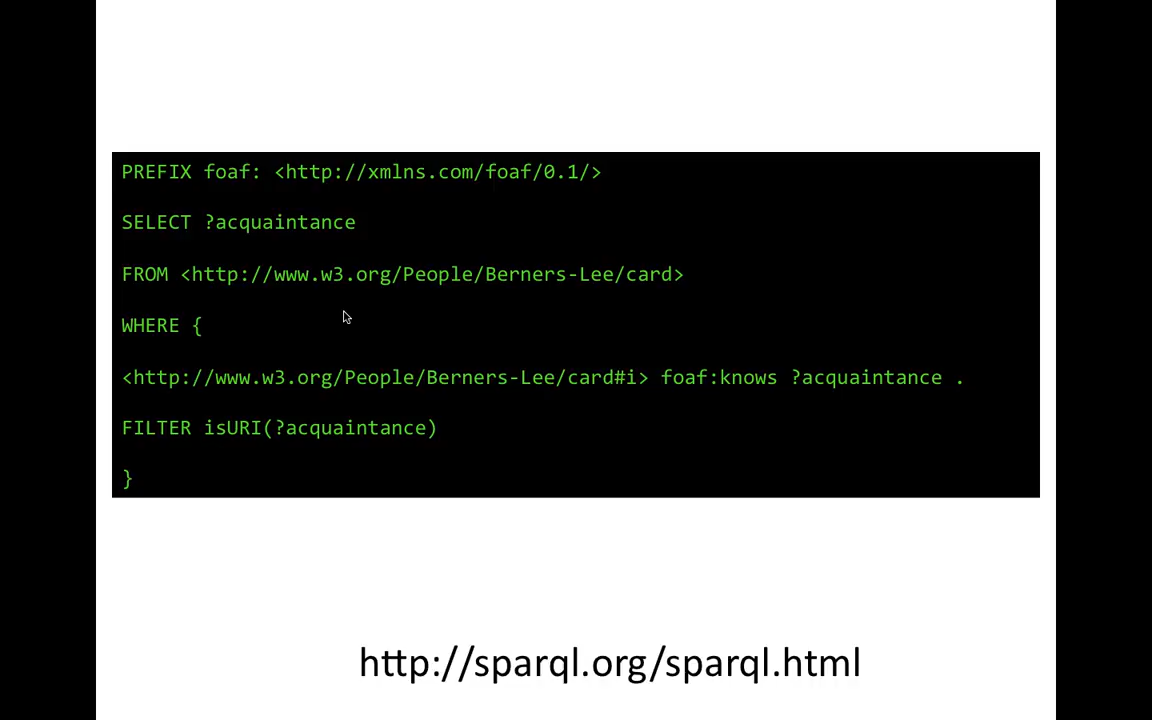 PREFIX foaf: <http://xmlns.com/foaf/0.1/>
SELECT ?acquaintance
FROM <http://www.w3.org/People/Berners-Lee/card>
WHERE {
<http://www.w3.org/People/Berners-Lee/card#i> foaf:knows ?acquaintance .
FILTER isURI(?acquaintance)
}
http://sparql.org/sparql.html